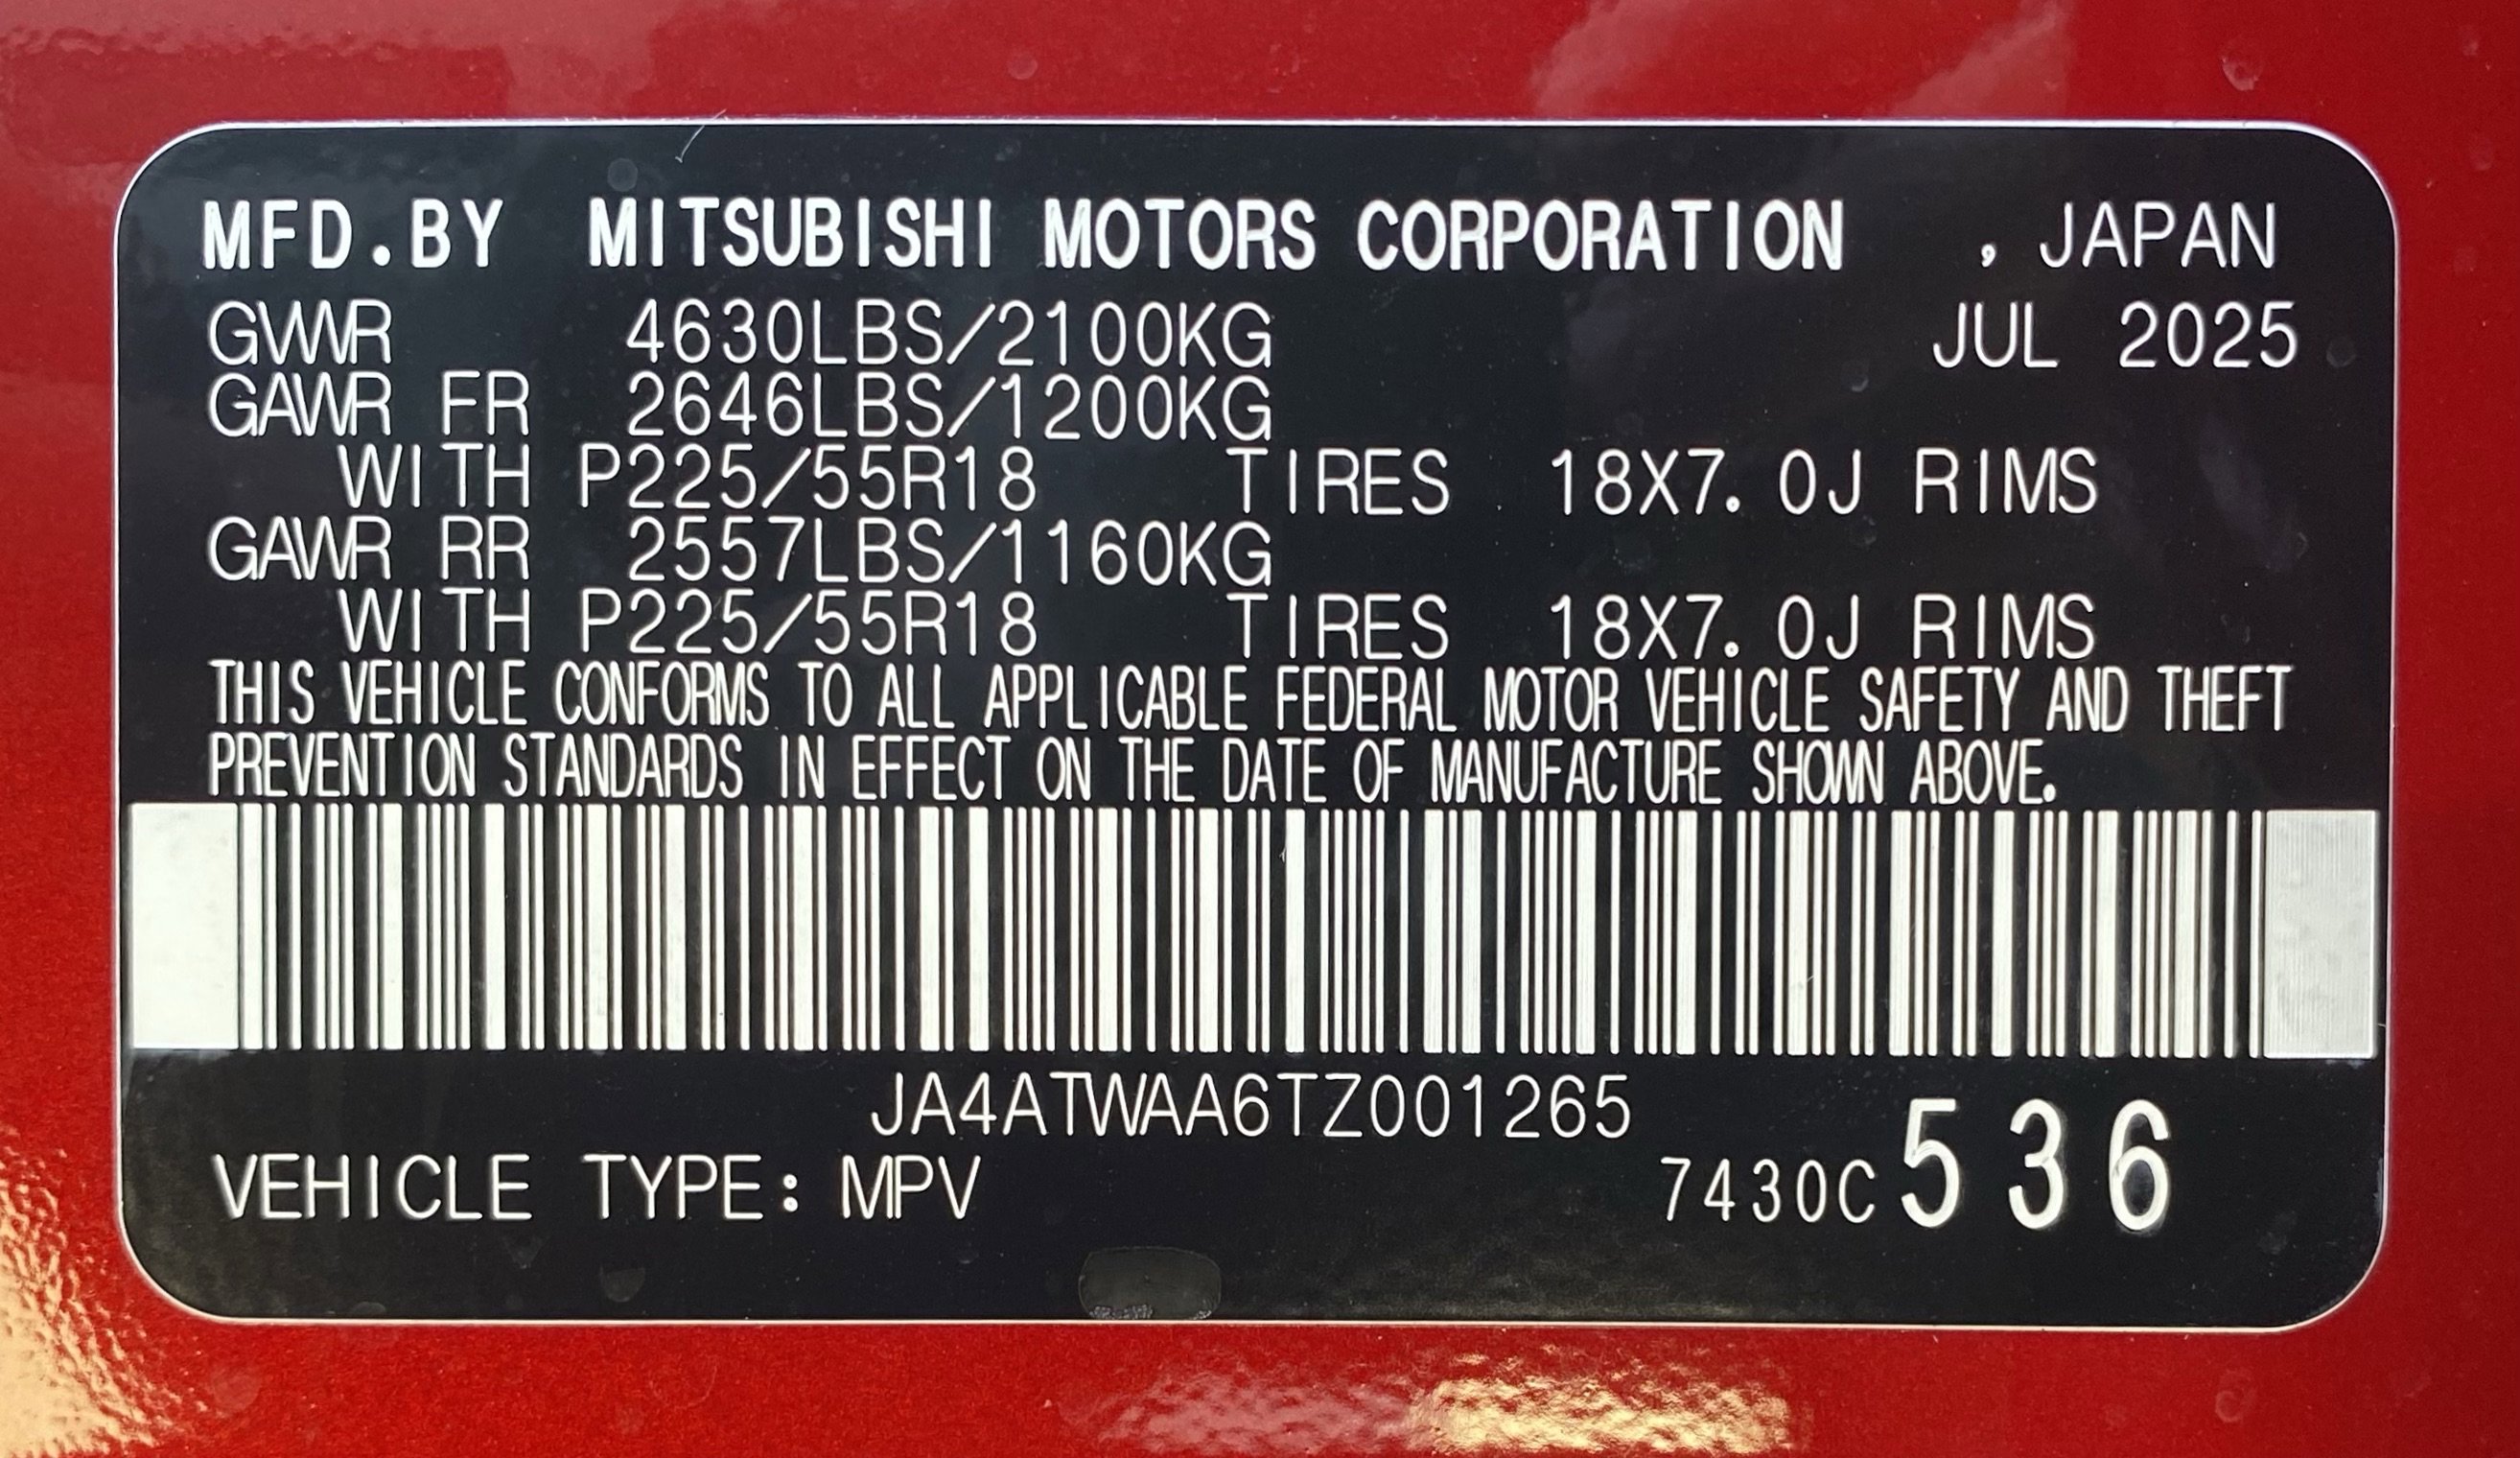 MFD.BY MITSUBISHI MOTORS CORPORATION , JAPAN
GVWR 4630LBS/2100KG JUL 2025
GAWR FR 2646LBS/1200KG
WITH P225/55R18 TIRES 18X7.0J RIMS
GAWR RR 2557LBS/1160KG
WITH P225/55R18 TIRES 18X7.0J RIMS
THIS VEHICLE CONFORMS TO ALL APPLICABLE FEDERAL MOTOR VEHICLE SAFETY AND THEFT
PREVENTION STANDARDS IN EFFECT ON THE DATE OF MANUFACTURE SHOWN ABOVE.
JA4ATWAA6TZ001265
VEHICLE TYPE: MPV 7430C536